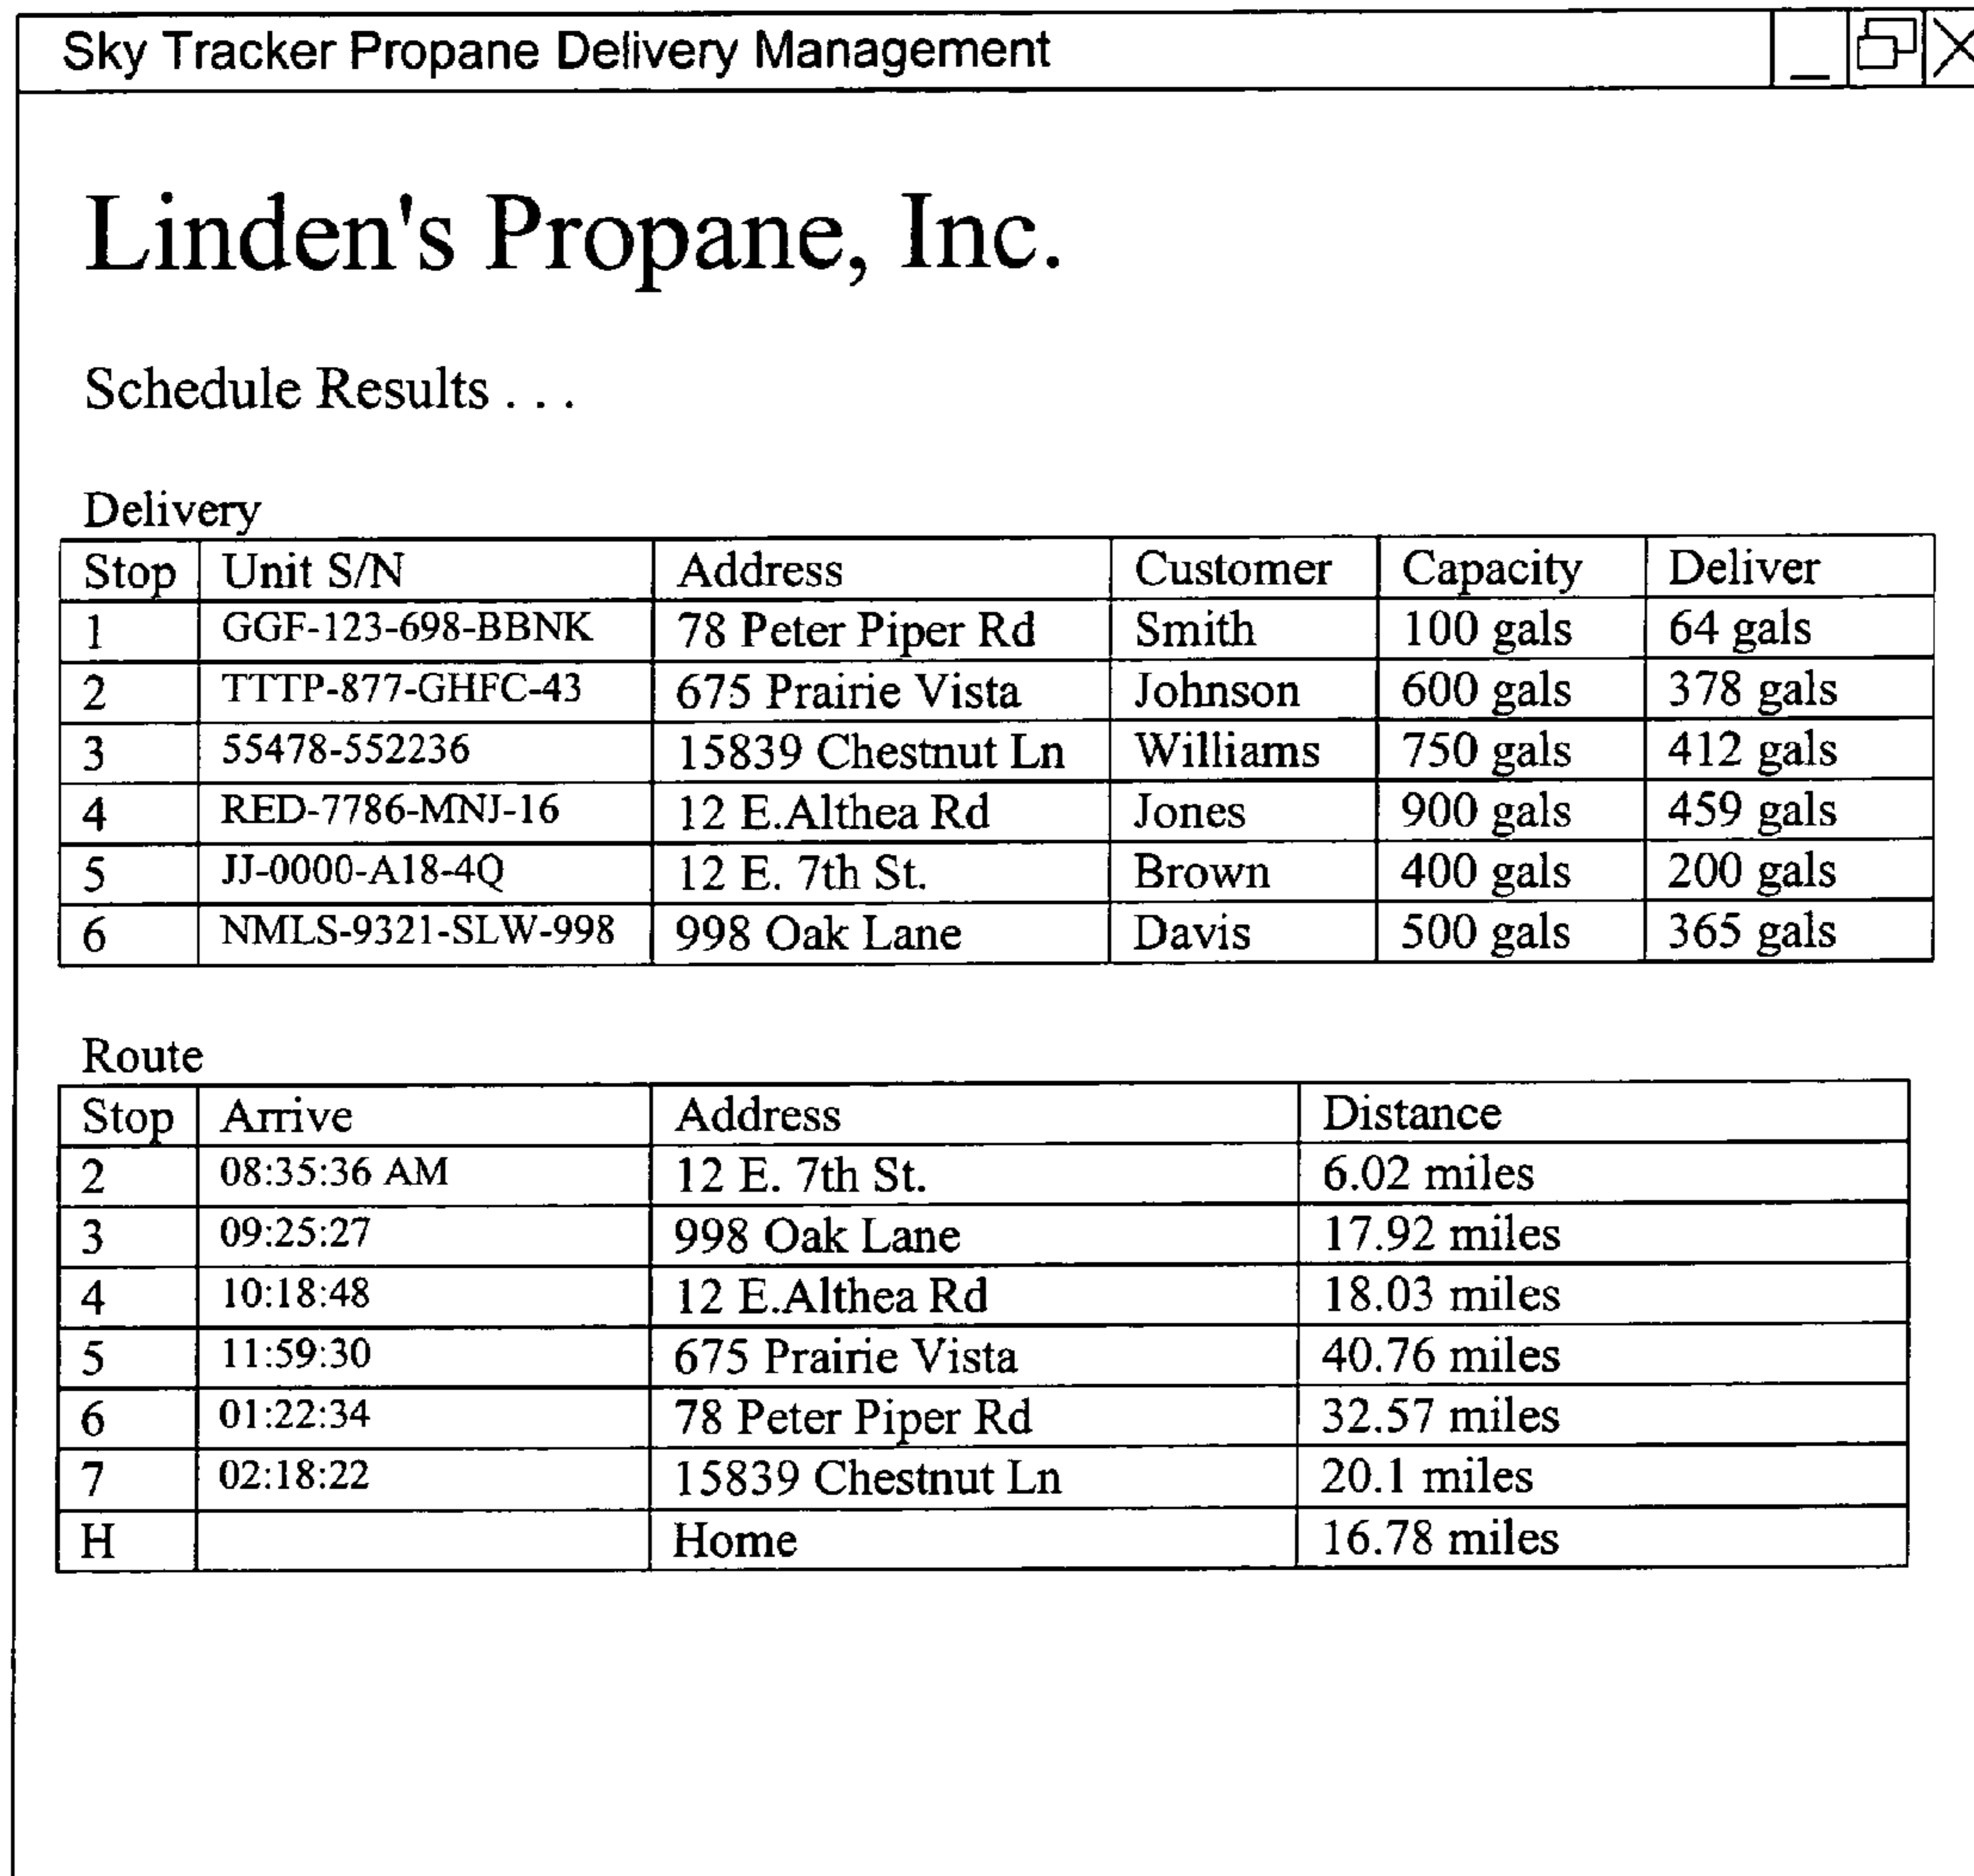 Sky Tracker Propane Delivery Management
Linden's Propane, Inc.
Schedule Results . . .
Delivery
Stop Unit S/N Address Customer Capacity Deliver
1 GGF-123-698-BBNK 78 Peter Piper Rd Smith 100 gals 64 gals
2 TTTP-877-GHFC-43 675 Prairie Vista Johnson 600 gals 378 gals
3 55478-552236 15839 Chestnut Ln Williams 750 gals 412 gals
4 RED-7786-MNJ-16 12 E.Althea Rd Jones 900 gals 459 gals
5 JJ-0000-A18-4Q 12 E. 7th St. Brown 400 gals 200 gals
6 NMLS-9321-SLW-998 998 Oak Lane Davis 500 gals 365 gals
Route
Stop Arrive Address Distance
2 08:35:36 AM 12 E. 7th St. 6.02 miles
3 09:25:27 998 Oak Lane 17.92 miles
4 10:18:48 12 E.Althea Rd 18.03 miles
5 11:59:30 675 Prairie Vista 40.76 miles
6 01:22:34 78 Peter Piper Rd 32.57 miles
7 02:18:22 15839 Chestnut Ln 20.1 miles
H Home 16.78 miles